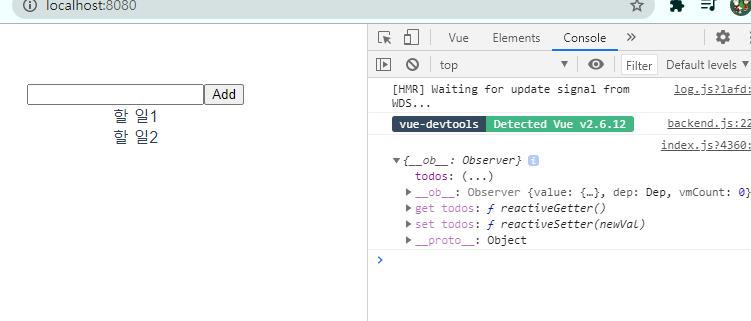 localhost:8080
Vue Elements Console »
top Filter Default levels
Add
할 일1
할 일2
[HMR] Waiting for update signal from WDS... log.js?1afd:
vue-devtools Detected Vue v2.6.12 backend.js:22
index.js?4360:
{__ob__: Observer} i
todos: (...)
__ob__: Observer {value: {…}, dep: Dep, vmCount: 0}
get todos: ƒ reactiveGetter()
set todos: ƒ reactiveSetter(newVal)
__proto__: Object